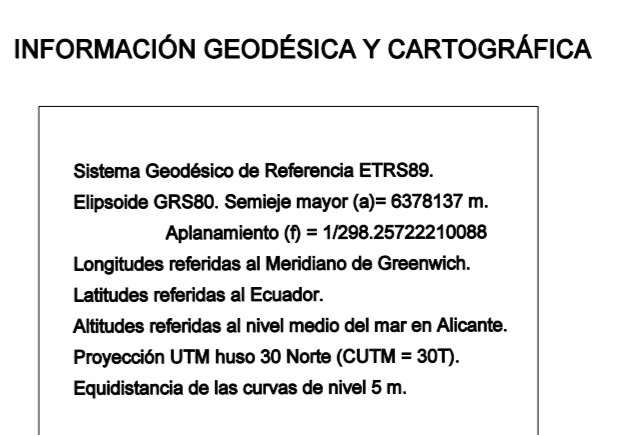 INFORMACIÓN GEODÉSICA Y CARTOGRÁFICA
Sistema Geodésico de Referencia ETRS89.
Elipsoide GRS80. Semieje mayor (a)= 6378137 m.
Aplanamiento (f) = 1/298.25722210088
Longitudes referidas al Meridiano de Greenwich.
Latitudes referidas al Ecuador.
Altitudes referidas al nivel medio del mar en Alicante.
Proyección UTM huso 30 Norte (CUTM = 30T).
Equidistancia de las curvas de nivel 5 m.